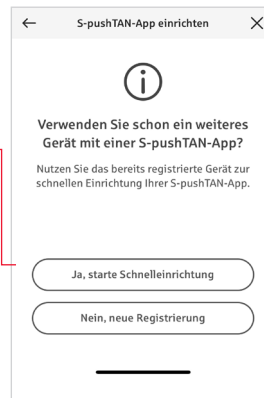 S-pushTAN-App einrichten
Verwenden Sie schon ein weiteres
Gerät mit einer S-pushTAN-App?
Nutzen Sie das bereits registrierte Gerät zur
schnellen Einrichtung Ihrer S-pushTAN-App.
Ja, starte Schnelleinrichtung
Nein, neue Registrierung